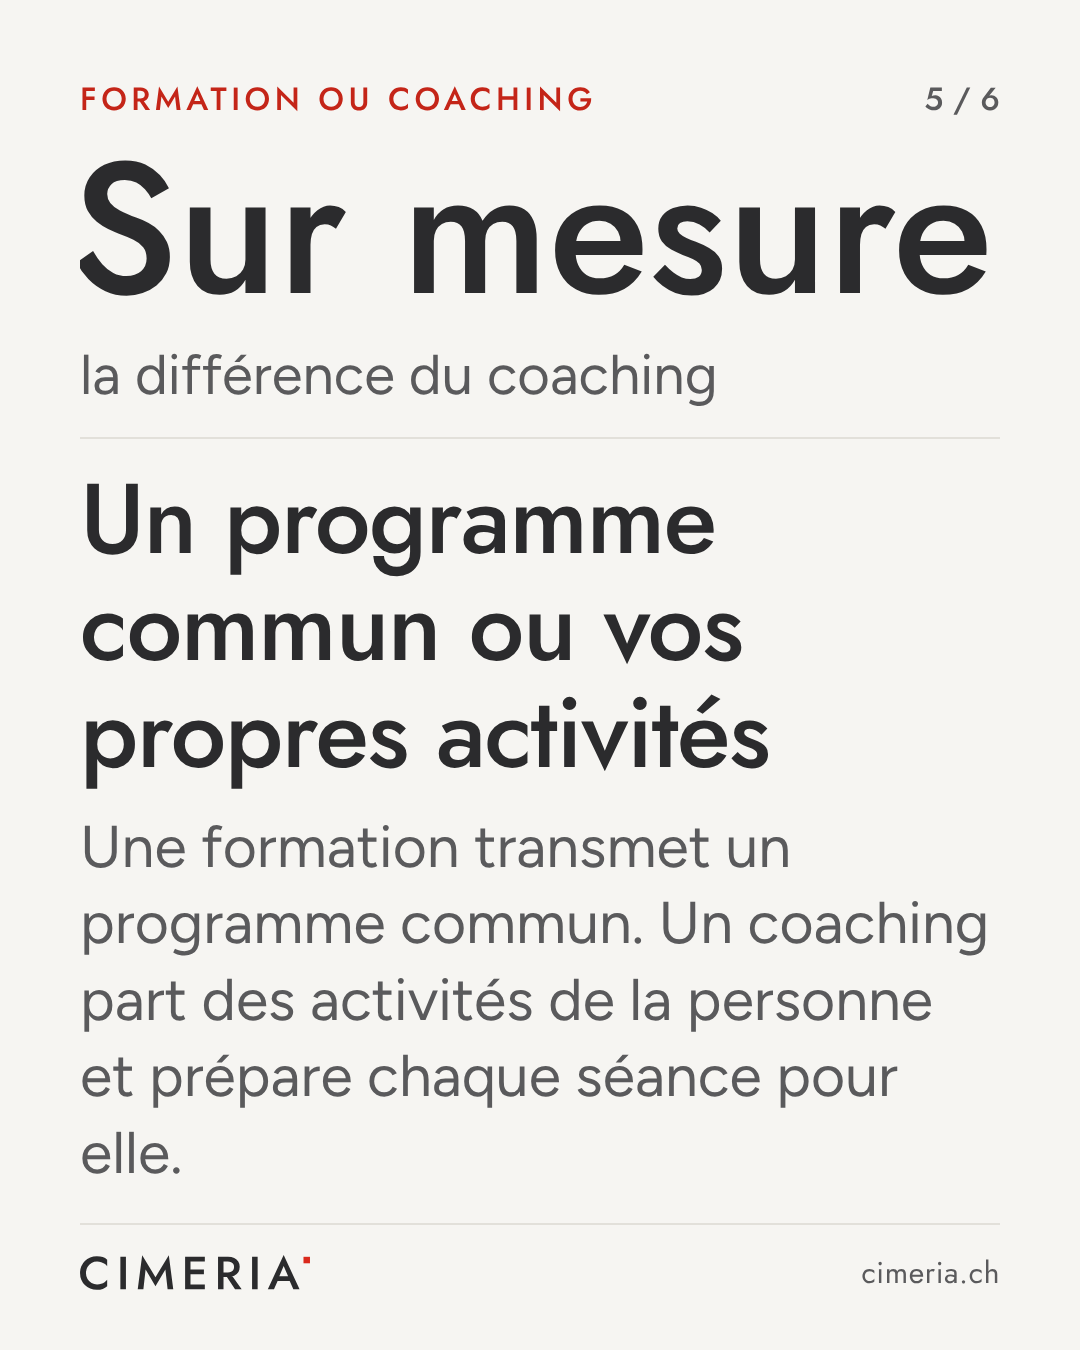 FORMATION OU COACHING 5 / 6
Sur mesure
la différence du coaching
Un programme
commun ou vos
propres activités
Une formation transmet un
programme commun. Un coaching
part des activités de la personne
et prépare chaque séance pour
elle.
CIMERIA cimeria.ch